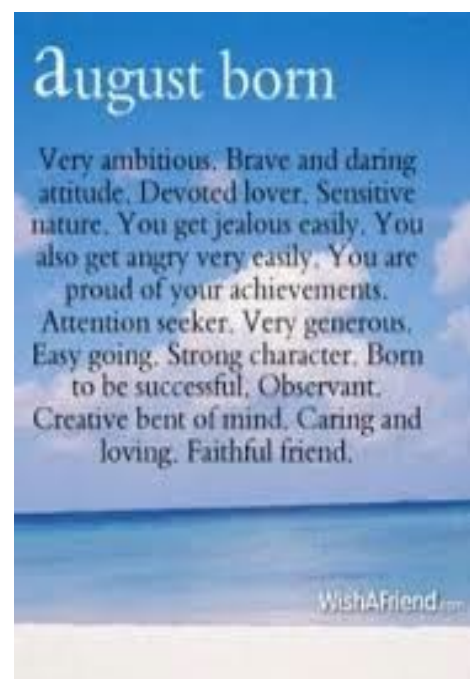 august born
Very ambitious. Brave and daring
attitude. Devoted lover. Sensitive
nature. You get jealous easily. You
also get angry very easily. You are
proud of your achievements.
Attention seeker. Very generous.
Easy going. Strong character. Born
to be successful. Observant.
Creative bent of mind. Caring and
loving. Faithful friend.
WishAFriend.com